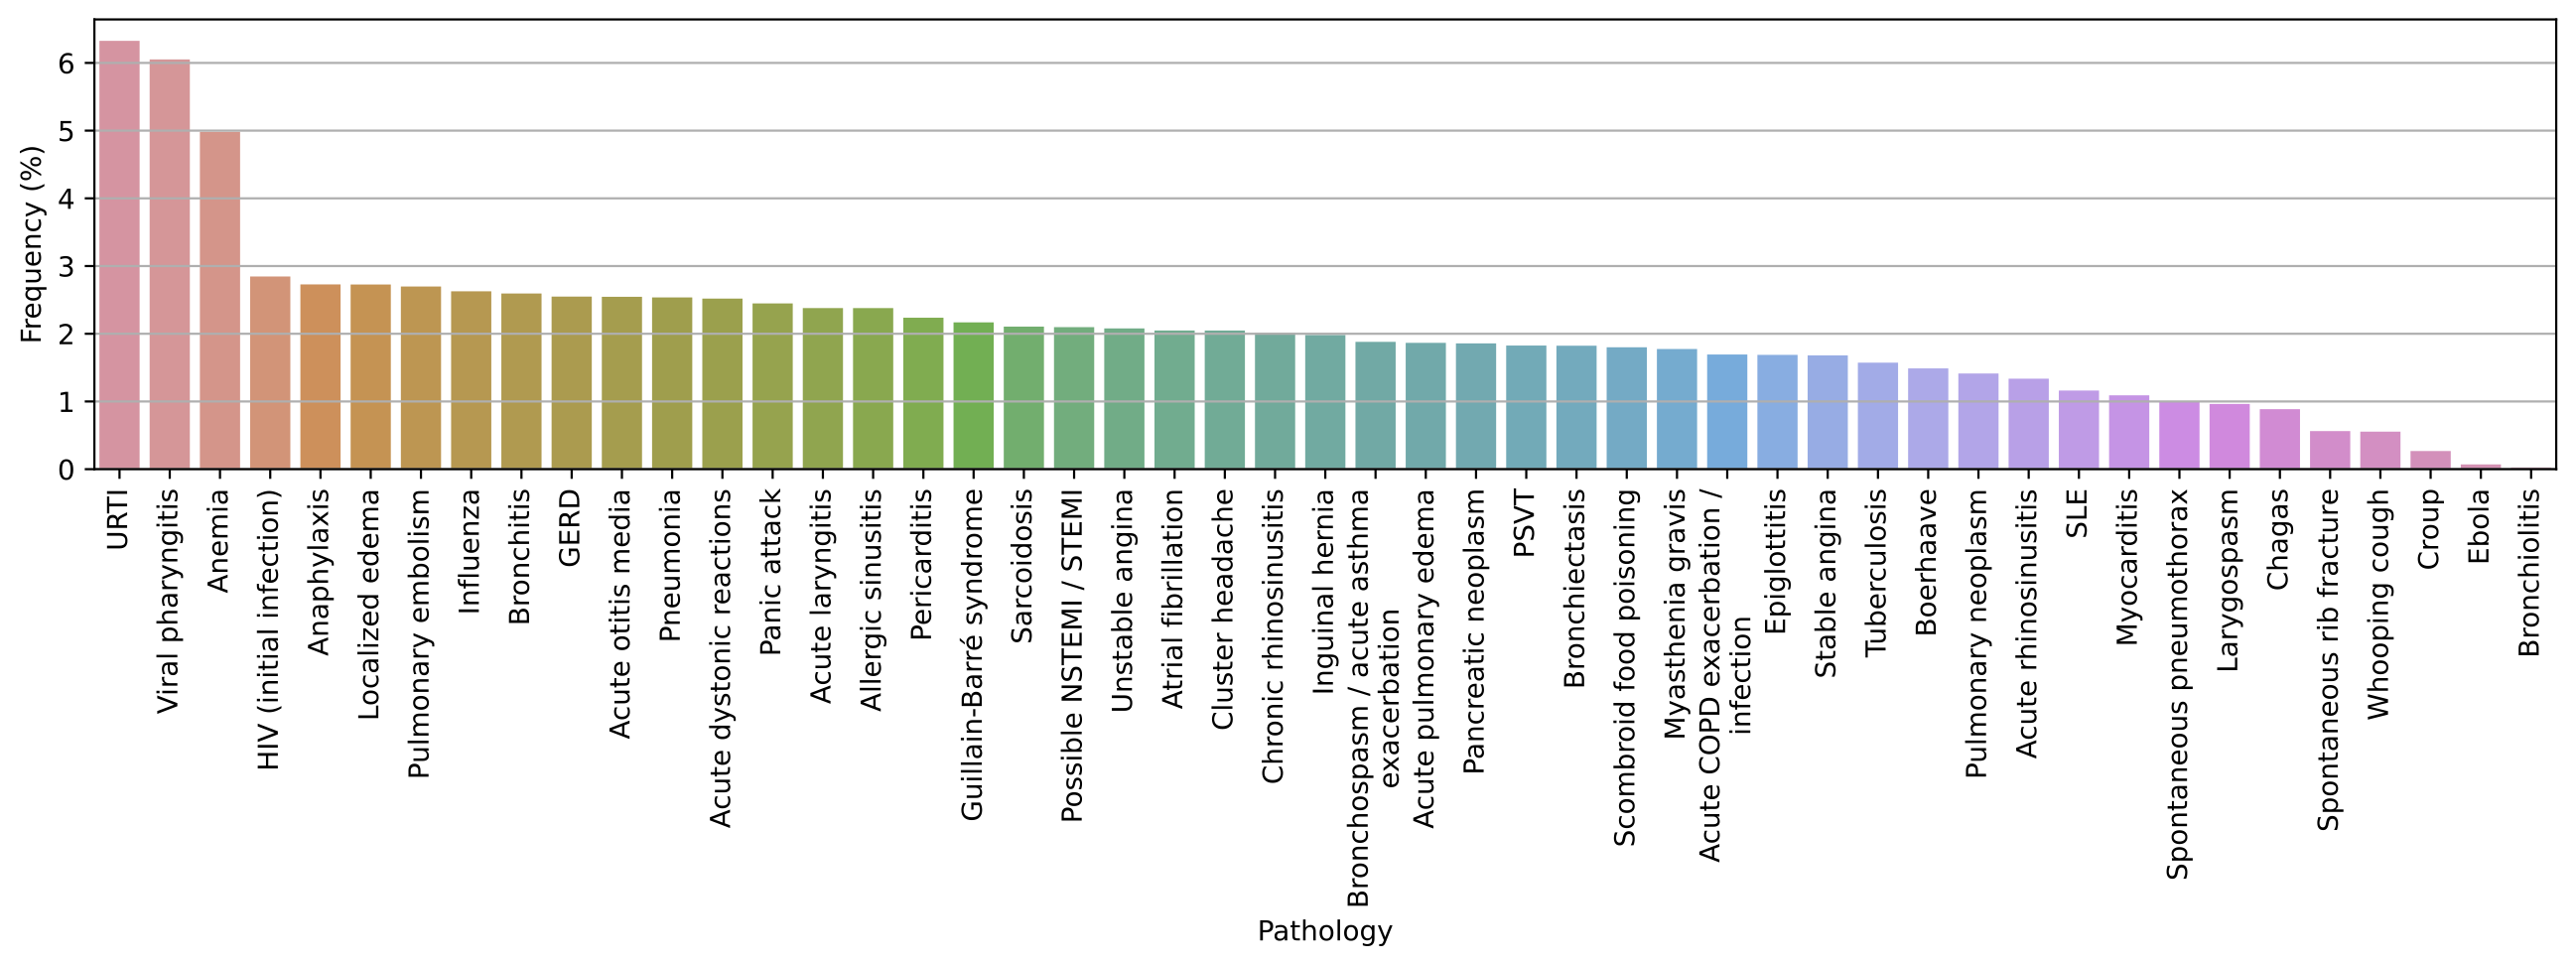 Frequency (%)
6
5
4
3
2
1
0
URTI
Viral pharyngitis
Anemia
HIV (initial infection)
Anaphylaxis
Localized edema
Pulmonary embolism
Influenza
Bronchitis
GERD
Acute otitis media
Pneumonia
Acute dystonic reactions
Panic attack
Acute laryngitis
Allergic sinusitis
Pericarditis
Guillain-Barré syndrome
Sarcoidosis
Possible NSTEMI / STEMI
Unstable angina
Atrial fibrillation
Cluster headache
Chronic rhinosinusitis
Inguinal hernia
Bronchospasm / acute asthma
exacerbation
Acute pulmonary edema
Pancreatic neoplasm
PSVT
Bronchiectasis
Scombroid food poisoning
Myasthenia gravis
Acute COPD exacerbation /
infection
Epiglottitis
Stable angina
Tuberculosis
Boerhaave
Pulmonary neoplasm
Acute rhinosinusitis
SLE
Myocarditis
Spontaneous pneumothorax
Larygospasm
Chagas
Spontaneous rib fracture
Whooping cough
Croup
Ebola
Bronchiolitis
Pathology